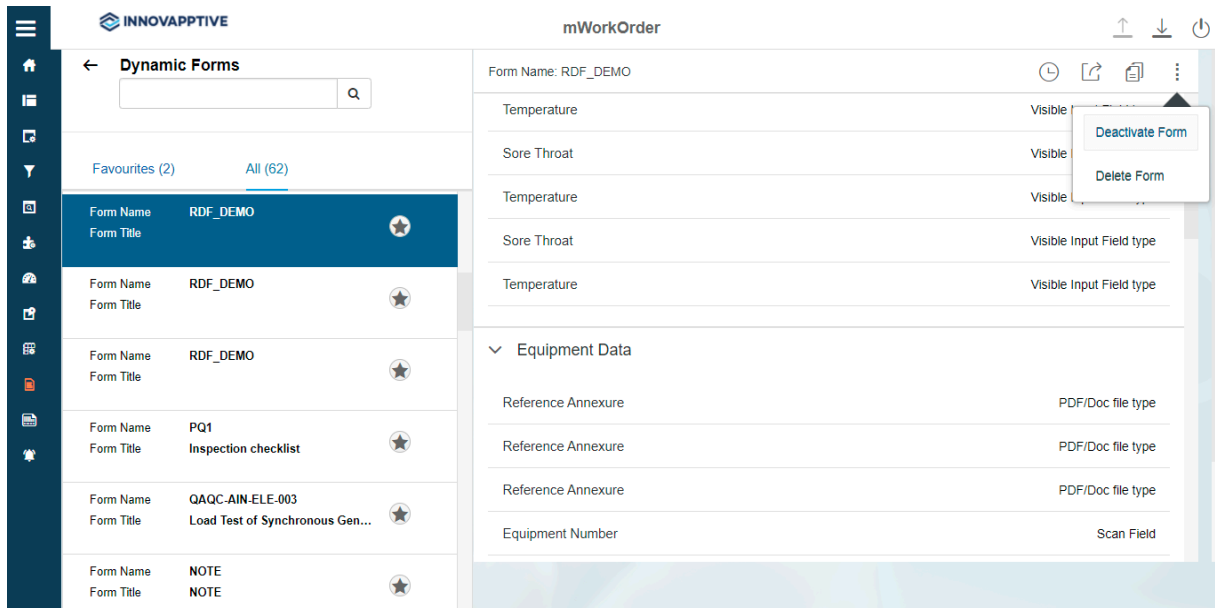 INNOVAPPTIVE
mWorkOrder
Dynamic Forms
Favourites (2)
All (62)
Form Name RDF_DEMO
Form Title
Form Name RDF_DEMO
Form Title
Form Name RDF_DEMO
Form Title
Form Name PQ1
Form Title Inspection checklist
Form Name QAQC-AIN-ELE-003
Form Title Load Test of Synchronous Gen...
Form Name NOTE
Form Title NOTE
Form Name: RDF_DEMO
Temperature Visible
Sore Throat Visible
Temperature Visible
Sore Throat Visible Input Field type
Temperature Visible Input Field type
Equipment Data
Reference Annexure PDF/Doc file type
Reference Annexure PDF/Doc file type
Reference Annexure PDF/Doc file type
Equipment Number Scan Field
Deactivate Form
Delete Form